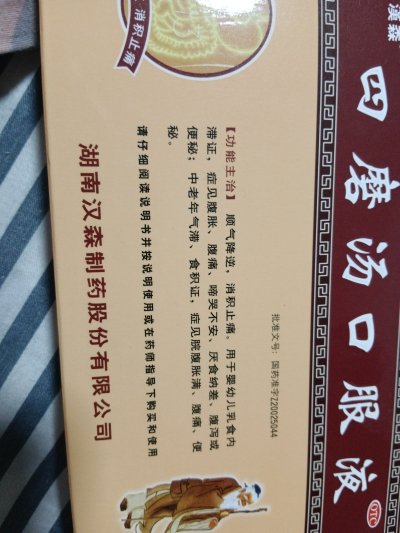 漢森
四磨汤口服液
OTC
批准文号：国药准字Z20025044
消积止痛
【功能主治】 顺气降逆，消积止痛。用于婴幼儿乳食内
滞证，症见腹胀、腹痛、啼哭不安、厌食纳差、腹泻或
便秘；中老年气滞、食积证，症见脘腹胀满、腹痛、便
秘。
请仔细阅读说明书并按说明使用或在药师指导下购买和使用
湖南汉森制药股份有限公司